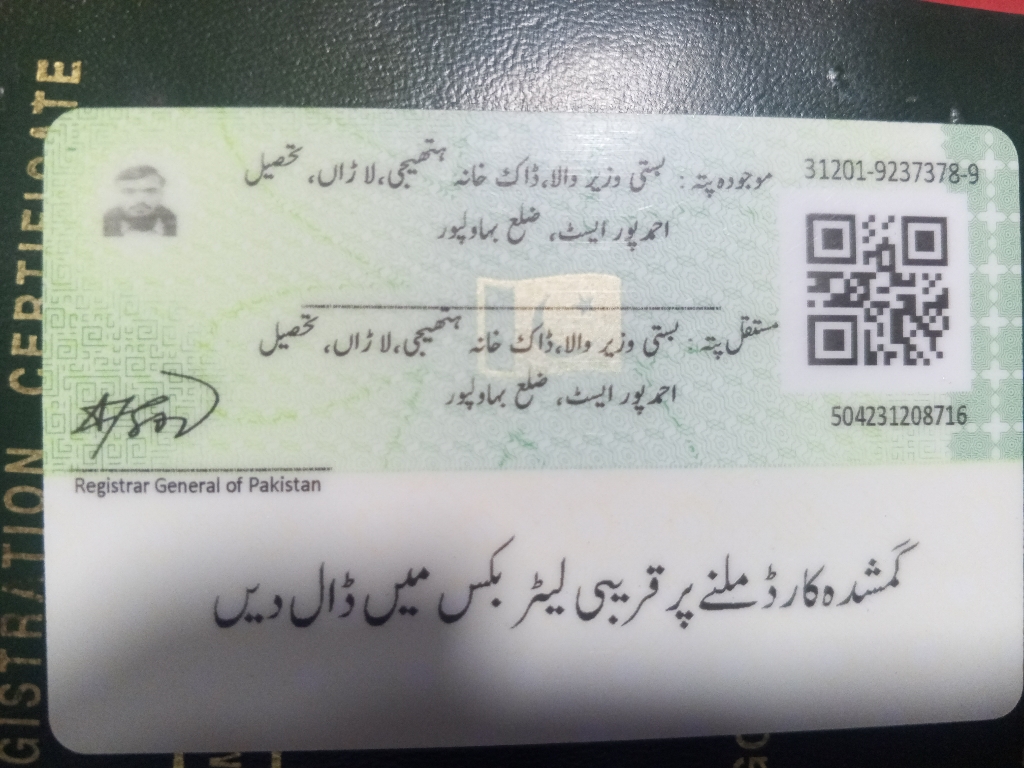 31201-9237378-9
موجودہ پتہ: بستی وزیر والا، ڈاک خانہ ہتھیجی، لاڑاں، تحصیل
احمد پور ایسٹ، ضلع بہاولپور
مستقل پتہ: بستی وزیر والا، ڈاک خانہ ہتھیجی، لاڑاں، تحصیل
احمد پور ایسٹ، ضلع بہاولپور
504231208716
Registrar General of Pakistan
گمشدہ کارڈ ملنے پر قریبی لیٹر بکس میں ڈال دیں
CERTIFICATE